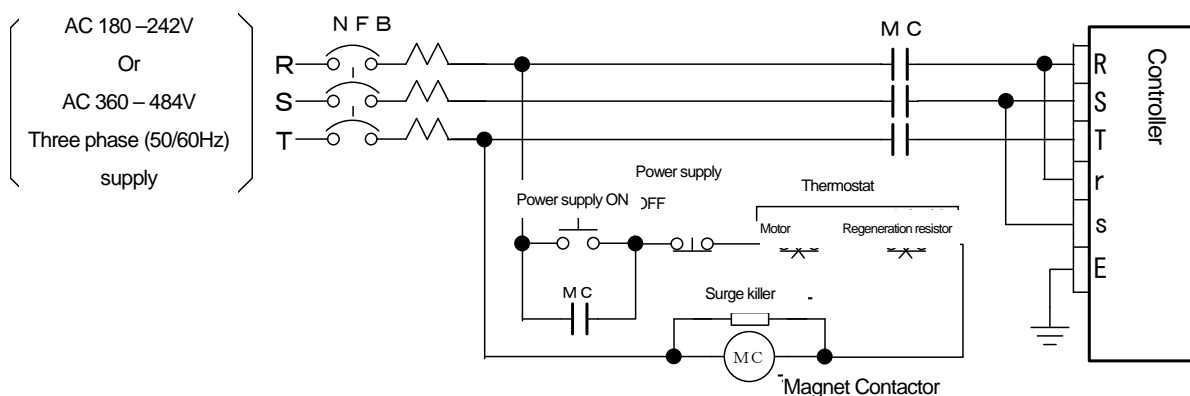 AC 180 –242V
Or
AC 360 – 484V
Three phase (50/60Hz)
supply
N F B
R
S
T
M C
R
S
T
r
s
E
Controller
Power supply
Power supply ON
OFF
Thermostat
Motor
Regeneration resistor
M C
Surge killer
MC
Magnet Contactor